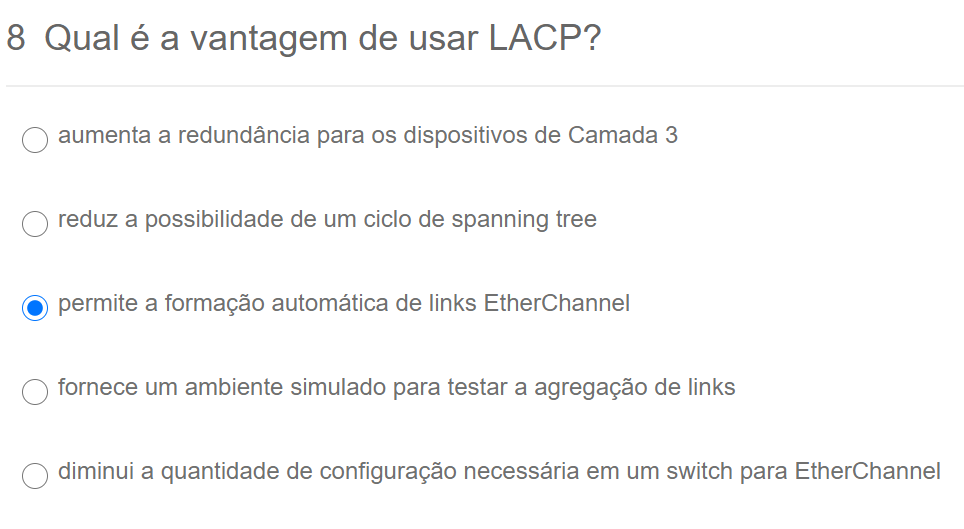 8 Qual é a vantagem de usar LACP?
aumenta a redundância para os dispositivos de Camada 3
reduz a possibilidade de um ciclo de spanning tree
permite a formação automática de links EtherChannel
fornece um ambiente simulado para testar a agregação de links
diminui a quantidade de configuração necessária em um switch para EtherChannel